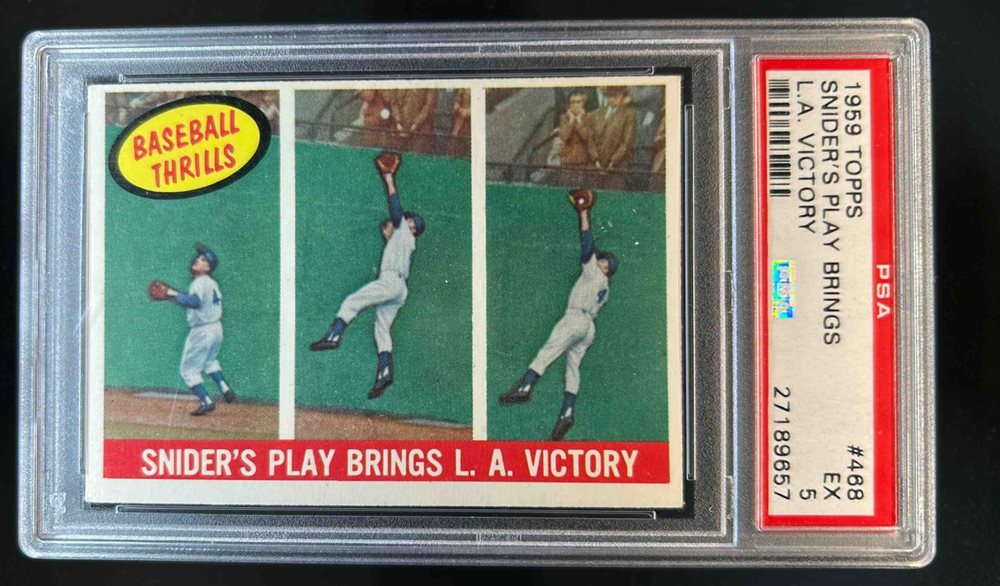 BASEBALL
THRILLS
SNIDER'S PLAY BRINGS L. A. VICTORY
PSA
1959 TOPPS
SNIDER'S PLAY BRINGS
L.A. VICTORY
#468
EX
5
27189657